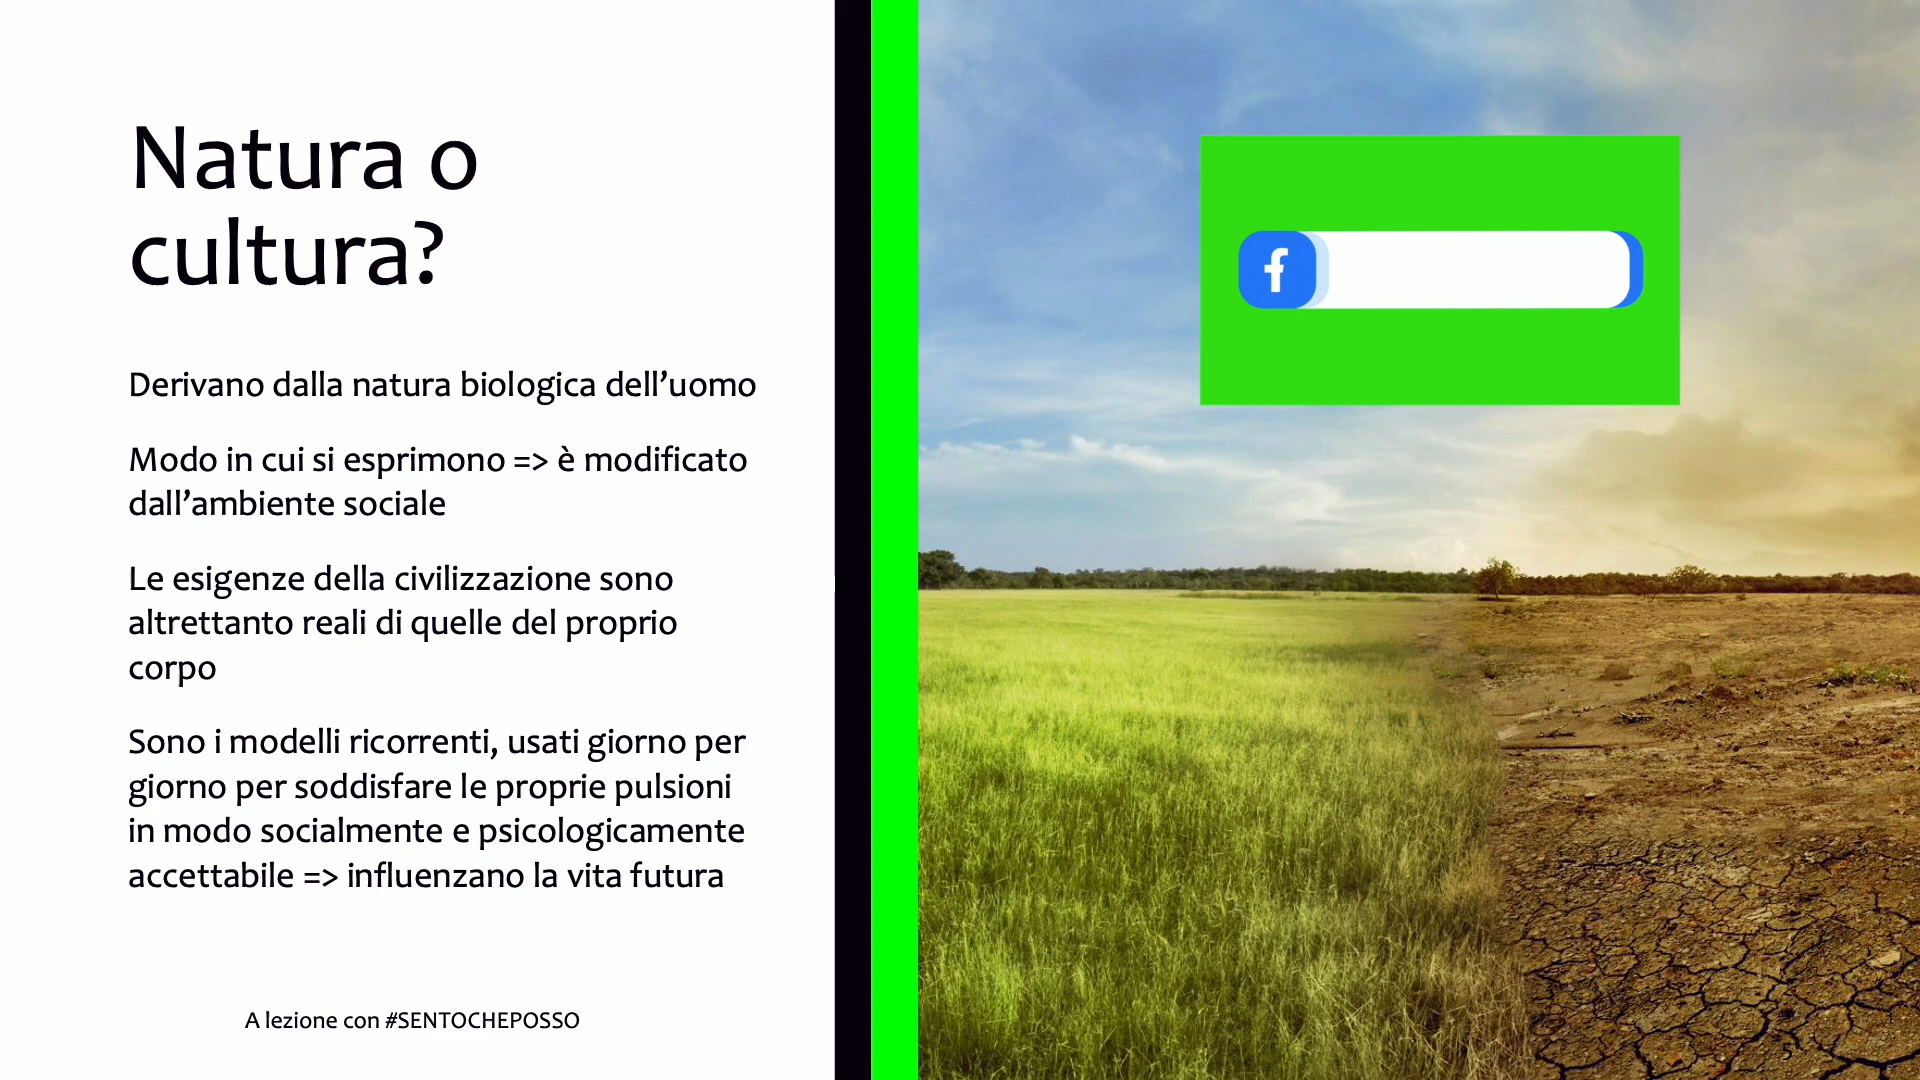 Natura o
cultura?
Derivano dalla natura biologica dell’uomo
Modo in cui si esprimono => è modificato
dall’ambiente sociale
Le esigenze della civilizzazione sono
altrettanto reali di quelle del proprio
corpo
Sono i modelli ricorrenti, usati giorno per
giorno per soddisfare le proprie pulsioni
in modo socialmente e psicologicamente
accettabile => influenzano la vita futura
A lezione con #SENTOCHEPOSSO